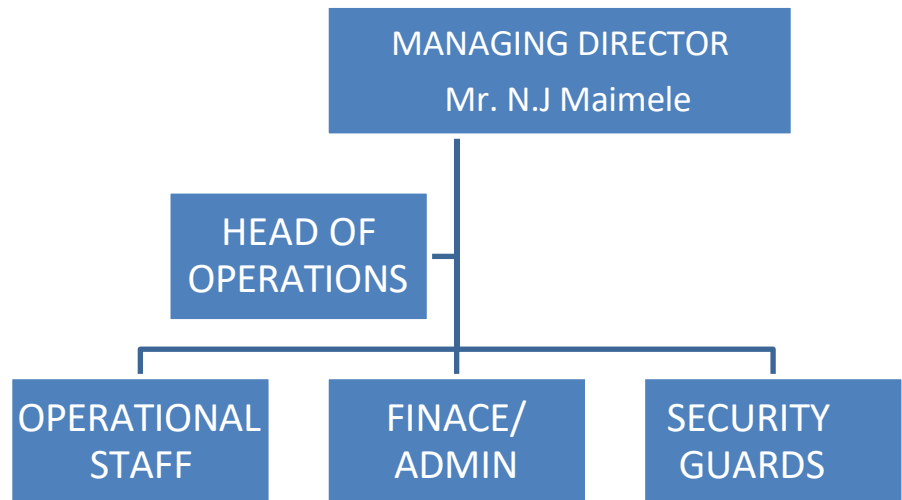 MANAGING DIRECTOR
Mr. N.J Maimele
HEAD OF
OPERATIONS
OPERATIONAL
STAFF
FINACE/
ADMIN
SECURITY
GUARDS